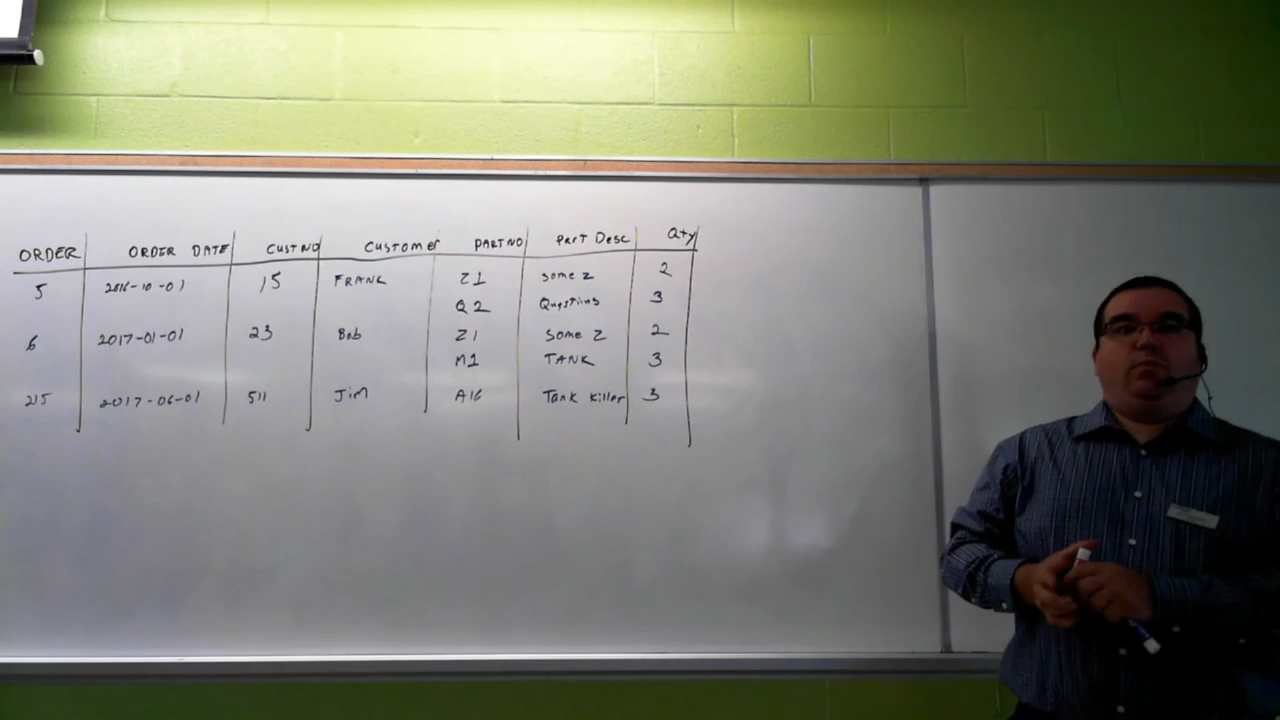 ORDER ORDER DATE CUSTNO CUSTOMER PARTNO PART DESC QTY
5 2016-10-01 15 FRANK Z1 some z 2
Q2 Questions 3
6 2017-01-01 23 Bob Z1 Some Z 2
M1 TANK 3
215 2017-06-01 511 Jim A16 Tank Killer 3